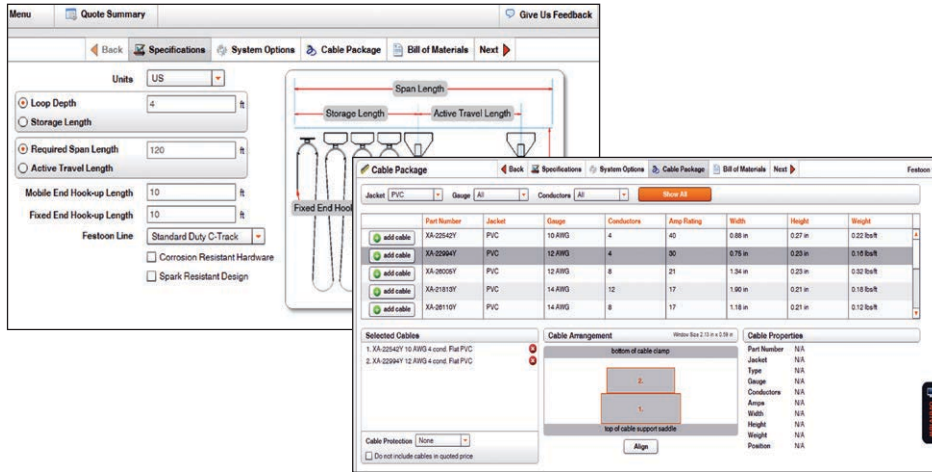 Menu Quote Summary Give Us Feedback
Back Specifications System Options Cable Package Bill of Materials Next
Units US
Loop Depth 4 ft
Storage Length
Required Span Length 120 ft
Active Travel Length
Mobile End Hook-up Length 10 ft
Fixed End Hook-up Length 10 ft
Festoon Line Standard Duty C-Track
Corrosion Resistant Hardware
Spark Resistant Design
Span Length
Storage Length Active Travel Length
Fixed End Hook
Cable Package Back Specifications System Options Cable Package Bill of Materials Next Festoon
Jacket PVC Gauge All Conductors All Show All
Part Number Jacket Gauge Conductors Amp Rating Width Height Weight
add cable XA-22542Y PVC 10 AWG 4 40 0.88 in 0.27 in 0.22 lbs/ft
add cable XA-22994Y PVC 12 AWG 4 30 0.75 in 0.23 in 0.16 lbs/ft
add cable XA-26005Y PVC 12 AWG 8 21 1.34 in 0.23 in 0.32 lbs/ft
add cable XA-21813Y PVC 14 AWG 12 17 1.90 in 0.21 in 0.18 lbs/ft
add cable XA-26110Y PVC 14 AWG 8 17 1.18 in 0.21 in 0.12 lbs/ft
Selected Cables
1. XA-22542Y 10 AWG 4 cond. Flat PVC
2. XA-22994Y 12 AWG 4 cond. Flat PVC
Cable Protection None
Do not include cables in quoted price
Cable Arrangement Window Size 2.13 in x 0.59 in
bottom of cable clamp
2.
1.
top of cable support saddle
Align
Cable Properties
Part Number N/A
Jacket N/A
Type N/A
Gauge N/A
Conductors N/A
Amps N/A
Width N/A
Height N/A
Weight N/A
Position N/A